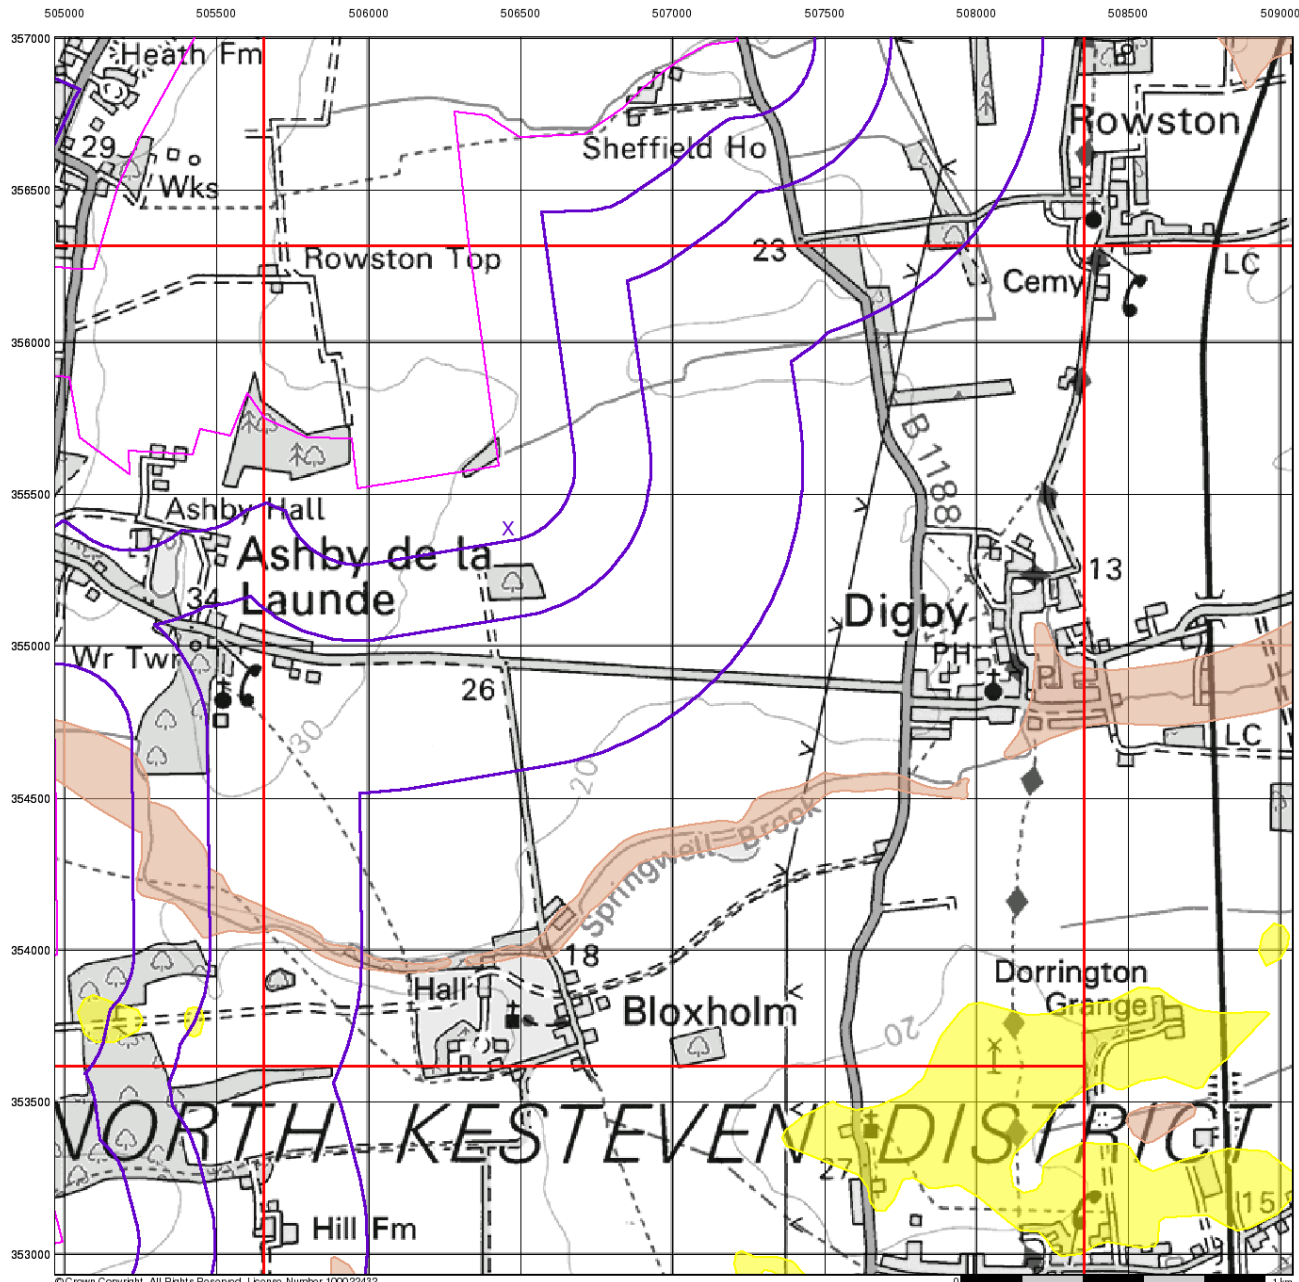 505000 505500 506000 506500 507000 507500 508000 508500 509000
357000
Heath Fm
Rowston
29
Sheffield Ho
Wks
356500
23
Rowston Top
LC
Cemy
356000
B 1188
355500
Ashby Hall
X
Ashby de la
Launde
13
34
Digby
355000
Wr Twr
PH
P
26
30
LC
20
354500
Springwell Brook
354000
18
Hall
Dorrington
Grange
Bloxholm
20
353500
NORTH KESTEVEN DISTRICT
27
15
Hill Fm
353000
© Crown Copyright. All Rights Reserved. License Number 100022432
0 1 km